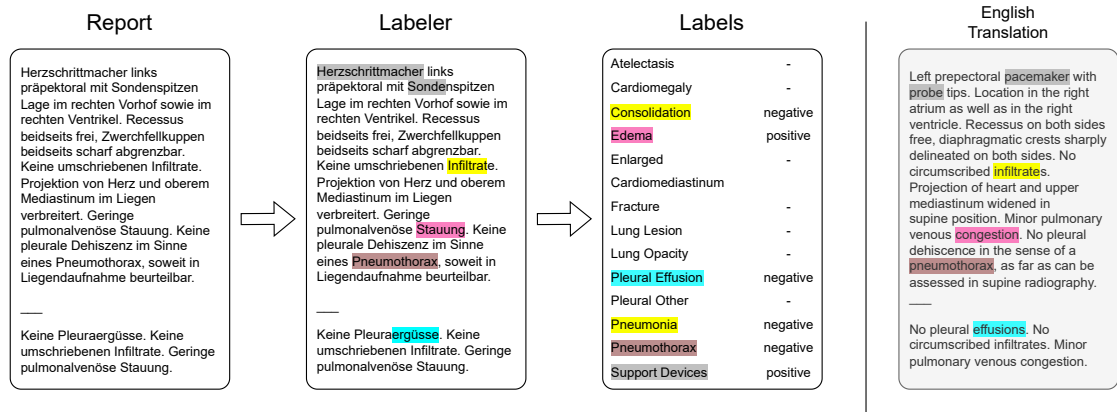 Report
Herzschrittmacher links
präpektoral mit Sondenspitzen
Lage im rechten Vorhof sowie im
rechten Ventrikel. Recessus
beidseits frei, Zwerchfellkuppen
beidseits scharf abgrenzbar.
Keine umschriebenen Infiltrate.
Projektion von Herz und oberem
Mediastinum im Liegen
verbreitert. Geringe
pulmonalvenöse Stauung. Keine
pleurale Dehiszenz im Sinne
eines Pneumothorax, soweit in
Liegendaufnahme beurteilbar.
___
Keine Pleuraergüsse. Keine
umschriebenen Infiltrate. Geringe
pulmonalvenöse Stauung.
Labeler
Herzschrittmacher links
präpektoral mit Sondenspitzen
Lage im rechten Vorhof sowie im
rechten Ventrikel. Recessus
beidseits frei, Zwerchfellkuppen
beidseits scharf abgrenzbar.
Keine umschriebenen Infiltrate.
Projektion von Herz und oberem
Mediastinum im Liegen
verbreitert. Geringe
pulmonalvenöse Stauung. Keine
pleurale Dehiszenz im Sinne
eines Pneumothorax, soweit in
Liegendaufnahme beurteilbar.
___
Keine Pleuraergüsse. Keine
umschriebenen Infiltrate. Geringe
pulmonalvenöse Stauung.
Labels
Atelectasis -
Cardiomegaly -
Consolidation negative
Edema positive
Enlarged -
Cardiomediastinum
Fracture -
Lung Lesion -
Lung Opacity -
Pleural Effusion negative
Pleural Other -
Pneumonia negative
Pneumothorax negative
Support Devices positive
English
Translation
Left prepectoral pacemaker with
probe tips. Location in the right
atrium as well as in the right
ventricle. Recessus on both sides
free, diaphragmatic crests sharply
delineated on both sides. No
circumscribed infiltrates.
Projection of heart and upper
mediastinum widened in
supine position. Minor pulmonary
venous congestion. No pleural
dehiscence in the sense of a
pneumothorax, as far as can be
assessed in supine radiography.
___
No pleural effusions. No
circumscribed infiltrates. Minor
pulmonary venous congestion.